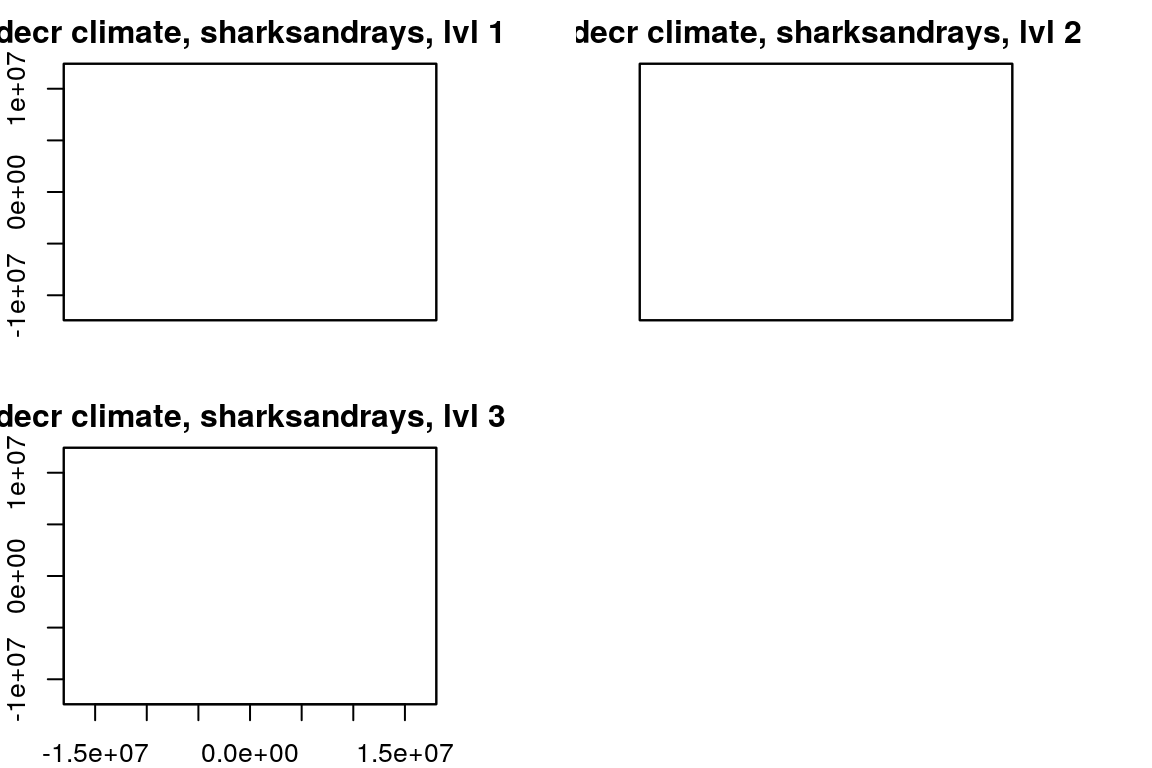 decr climate, sharksandrays, lvl 1
1e+07
0e+00
-1e+07
decr climate, sharksandrays, lvl 2
decr climate, sharksandrays, lvl 3
1e+07
0e+00
-1e+07
-1.5e+07 0.0e+00 1.5e+07